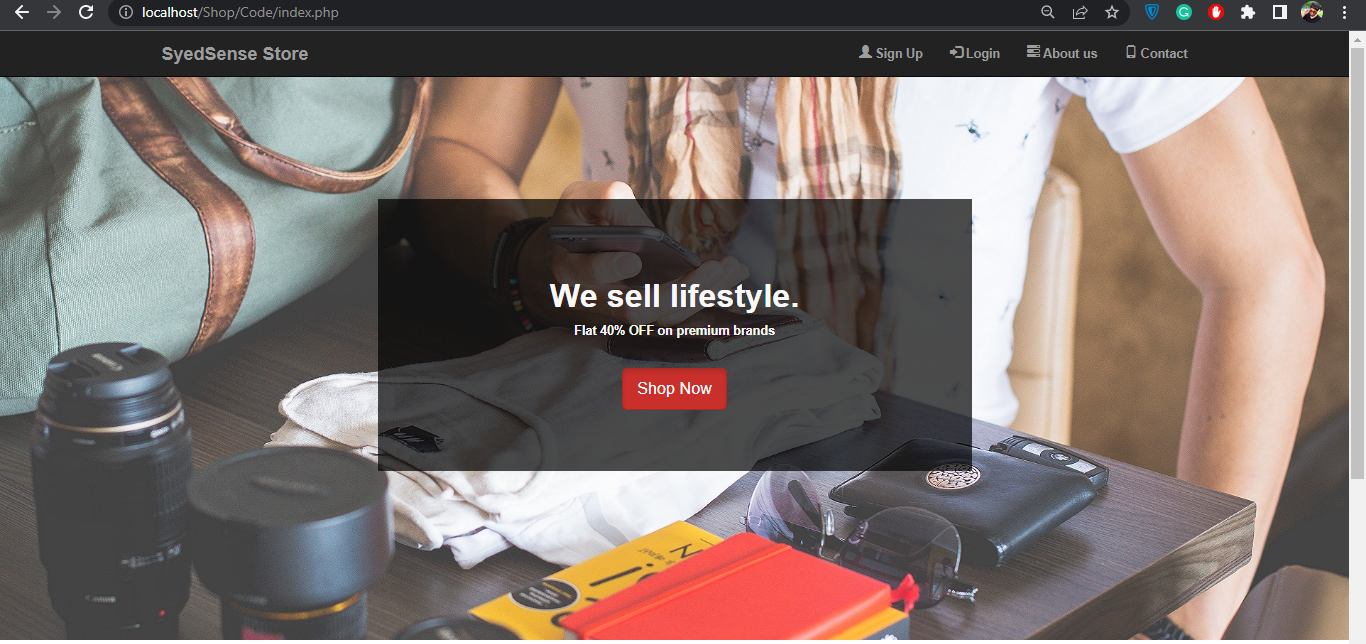 localhost/Shop/Code/index.php
SyedSense Store
Sign Up
Login
About us
Contact
We sell lifestyle.
Flat 40% OFF on premium brands
Shop Now